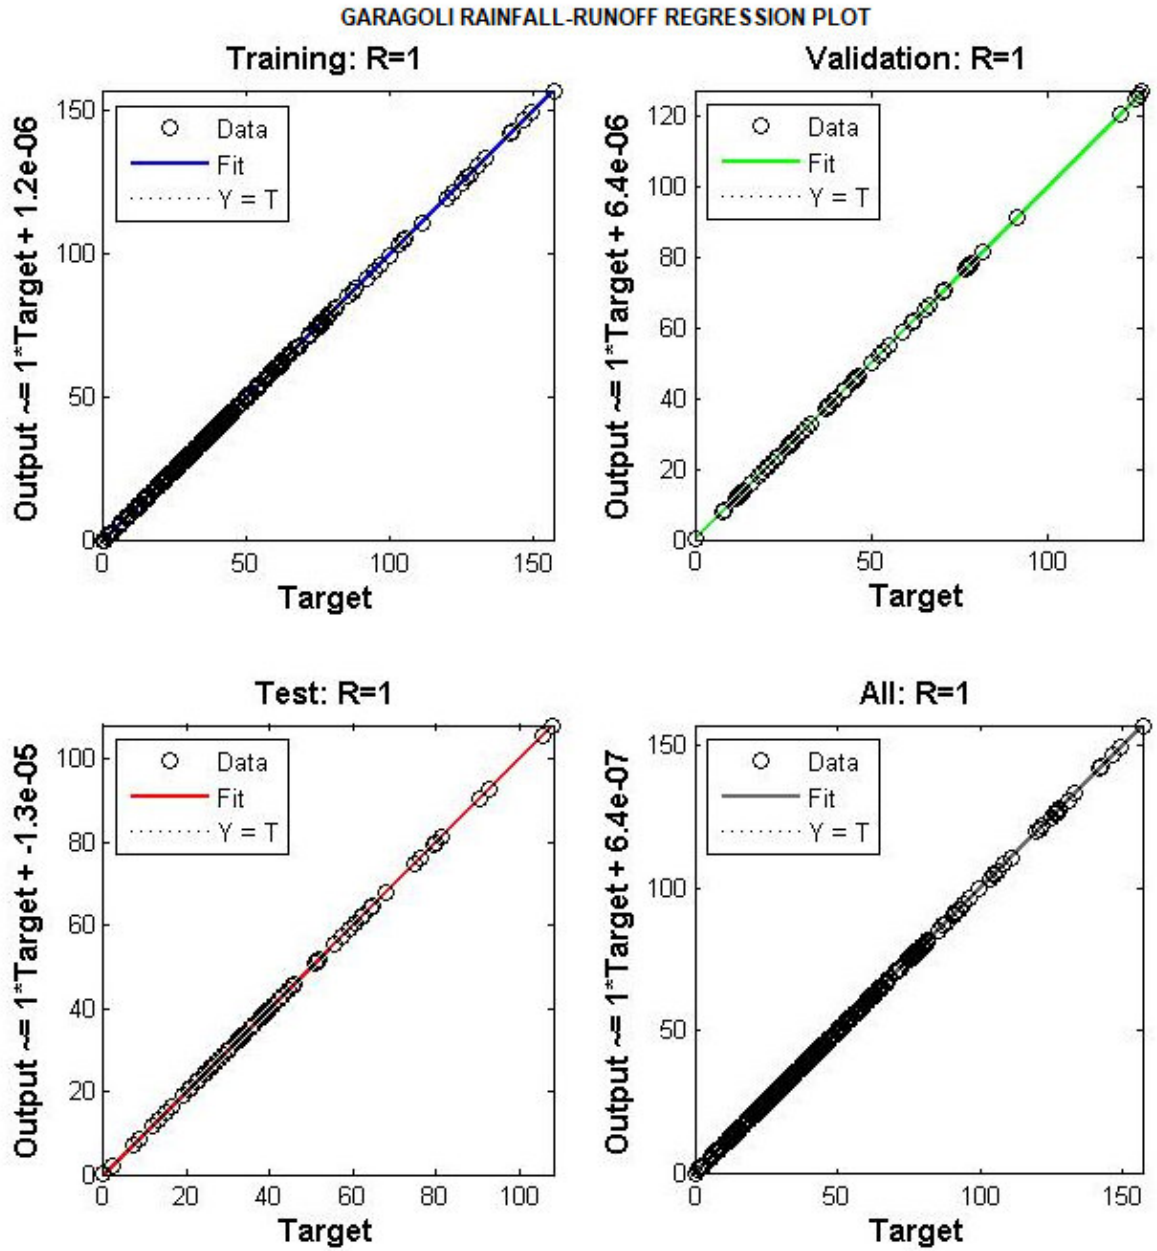 GARAGOLI RAINFALL-RUNOFF REGRESSION PLOT
Training: R=1
Output ~= 1*Target + 1.2e-06
150
100
50
0
Data
Fit
Y = T
0 50 100 150
Target
Validation: R=1
Output ~= 1*Target + 6.4e-06
120
100
80
60
40
20
0
Data
Fit
Y = T
0 50 100
Target
Test: R=1
Output ~= 1*Target + -1.3e-05
100
80
60
40
20
0
Data
Fit
Y = T
0 20 40 60 80 100
Target
All: R=1
Output ~= 1*Target + 6.4e-07
150
100
50
0
Data
Fit
Y = T
0 50 100 150
Target